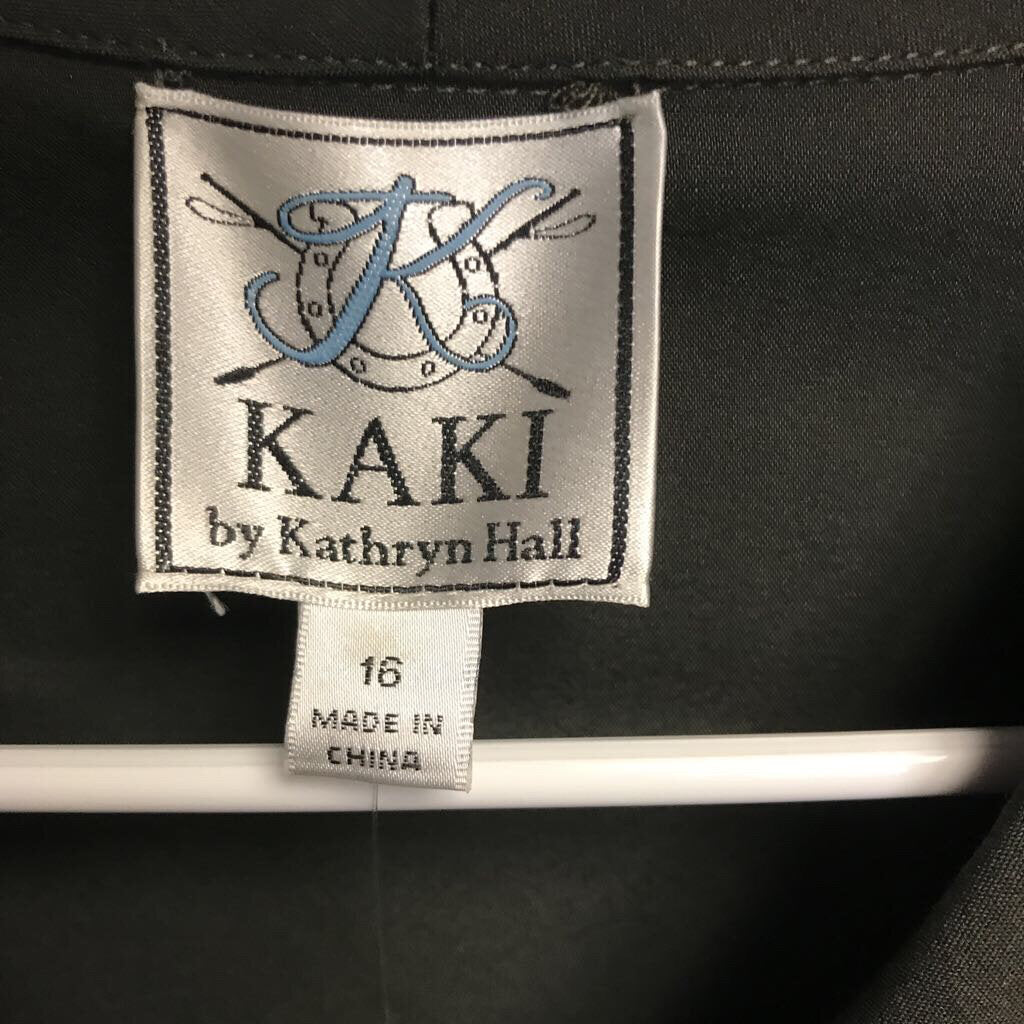 K
KAKI
by Kathryn Hall
16
MADE IN
CHINA